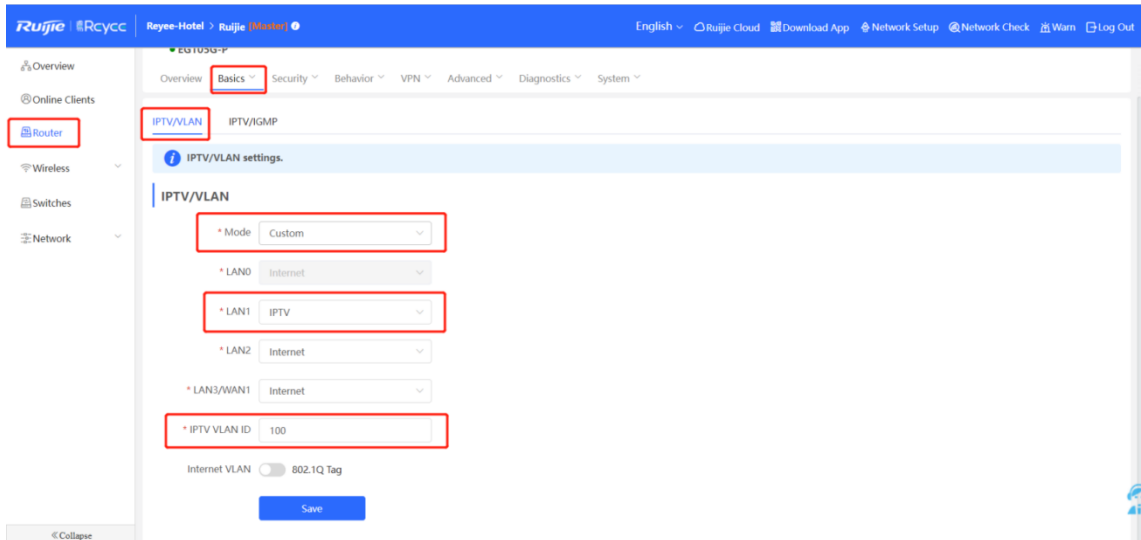 Ruijie | Reyee Reyee-Hotel > Ruijie [Master] English Ruijie Cloud Download App Network Setup Network Check Warn Log Out
EG105G-P
Overview
Overview Basics Security Behavior VPN Advanced Diagnostics System
Online Clients
IPTV/VLAN IPTV/IGMP
Router
IPTV/VLAN settings.
Wireless
IPTV/VLAN
Switches
* Mode Custom
Network
* LAN0 Internet
* LAN1 IPTV
* LAN2 Internet
* LAN3/WAN1 Internet
* IPTV VLAN ID 100
Internet VLAN 802.1Q Tag
Save
«Collapse